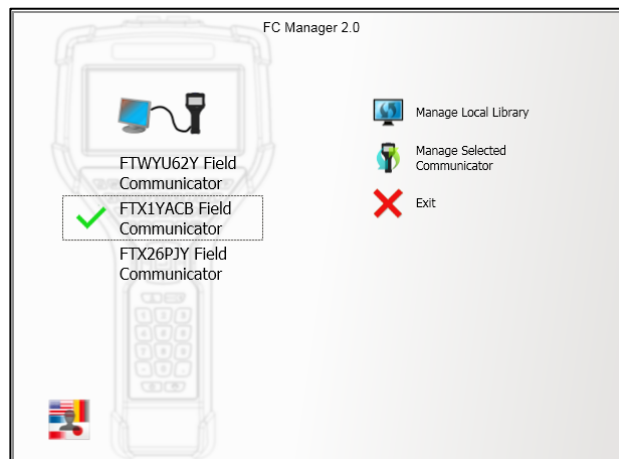 FC Manager 2.0
FTWYU62Y Field
Communicator
FTX1YACB Field
Communicator
FTX26PJY Field
Communicator
Manage Local Library
Manage Selected
Communicator
Exit